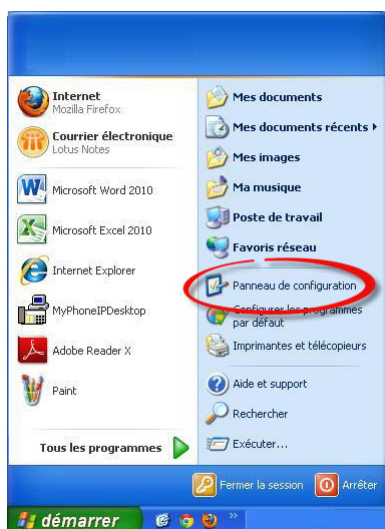 Internet
Mozilla Firefox
Courrier électronique
Lotus Notes
Microsoft Word 2010
Microsoft Excel 2010
Internet Explorer
MyPhoneIPDesktop
Adobe Reader X
Paint
Tous les programmes
Mes documents
Mes documents récents
Mes images
Ma musique
Poste de travail
Favoris réseau
Panneau de configuration
Configurer les programmes
par défaut
Imprimantes et télécopieurs
Aide et support
Rechercher
Exécuter...
Fermer la session
Arrêter
démarrer